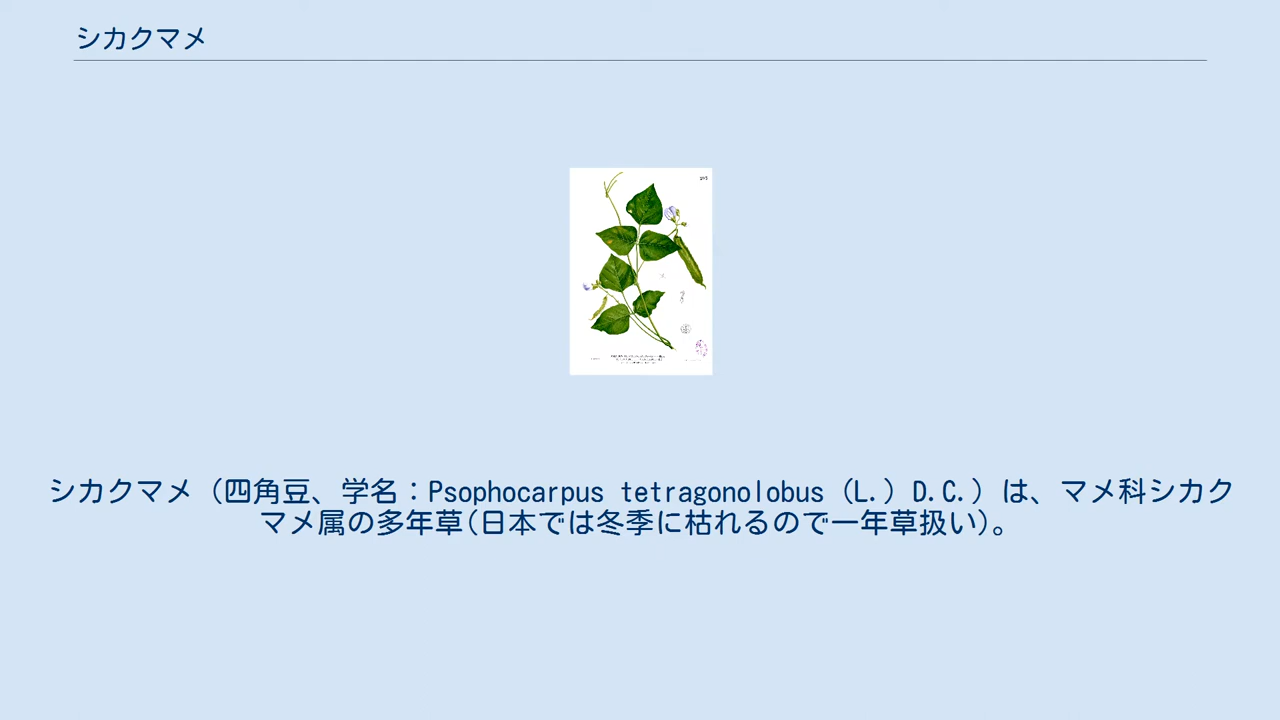 シカクマメ
シカクマメ（四角豆、学名：Psophocarpus tetragonolobus（L.）D.C.）は、マメ科シカク
マメ属の多年草(日本では冬季に枯れるので一年草扱い)。